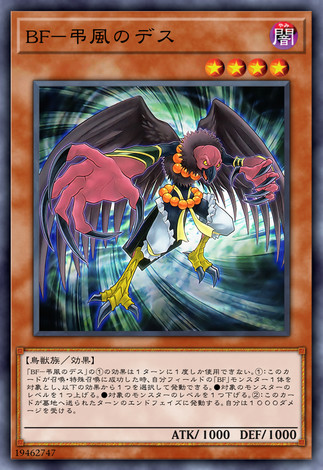 BF－弔風のデス
闇
やみ
【鳥獣族／効果】
「BF－弔風のデス」の①の効果は１ターンに１度しか使用できない。①：このカ
ードが召喚・特殊召喚に成功した時、自分フィールドの「BF」モンスター１体を
対象とし、以下の効果から１つを選択して発動できる。●対象のモンスターの
レベルを１つ上げる。●対象のモンスターのレベルを１つ下げる。②：このカー
ドが墓地へ送られたターンのエンドフェイズに発動する。自分は１０００ダメ
ージを受ける。
ATK/1000 DEF/1000
19462747